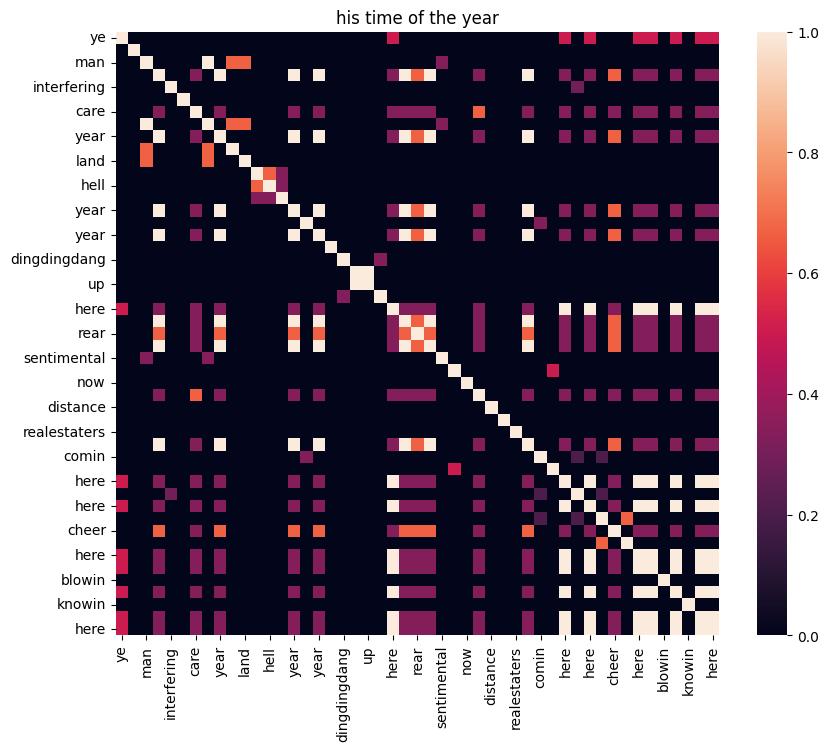 his time of the year
ye
man
interfering
care
year
land
hell
year
year
dingdingdang
up
here
rear
sentimental
now
distance
realestaters
comin
here
here
cheer
here
blowin
knowin
here
1.0
0.8
0.6
0.4
0.2
0.0
ye
man
interfering
care
year
land
hell
year
year
dingdingdang
up
here
rear
sentimental
now
distance
realestaters
comin
here
here
cheer
here
blowin
knowin
here